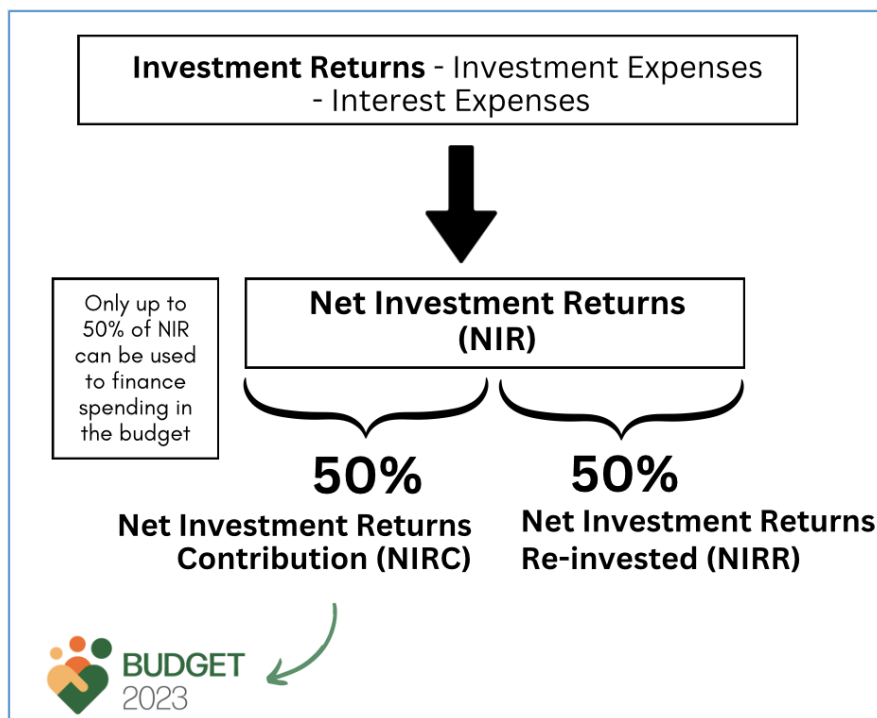 Investment Returns - Investment Expenses
- Interest Expenses
Only up to
50% of NIR
can be used
to finance
spending in
the budget
Net Investment Returns
(NIR)
50%
Net Investment Returns
Contribution (NIRC)
50%
Net Investment Returns
Re-invested (NIRR)
BUDGET
2023